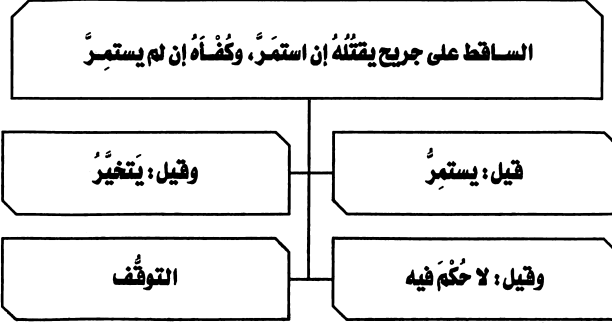 الساقط على جريح يقتُلُهُ إن استمَرَّ، وكُفْأَهُ إن لم يستمِرَّ
قيل: يستمِرُّ
وقيل: يَتخيَّرُ
وقيل: لا حُكْمَ فيه
التوقُّف